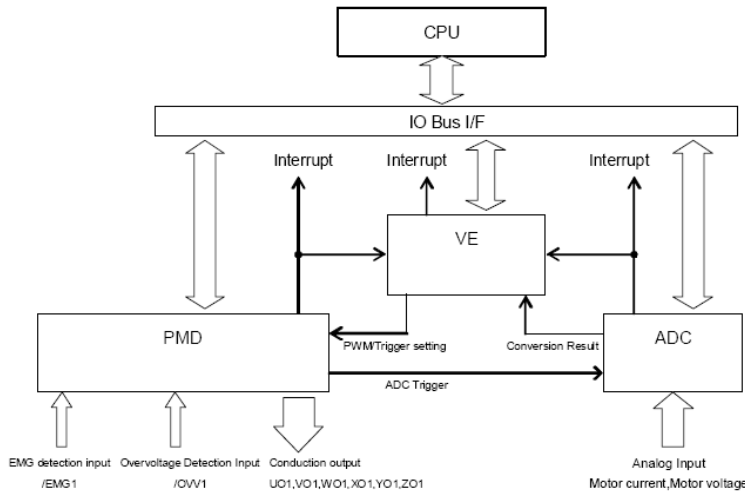 CPU
IO Bus I/F
Interrupt
Interrupt
Interrupt
VE
PMD
PWM/Trigger setting
Conversion Result
ADC
ADC Trigger
EMG detection input
/EMG1
Overvoltage Detection Input
/OVV1
Conduction output
UO1,VO1,WO1,XO1,YO1,ZO1
Analog Input
Motor current,Motor voltage